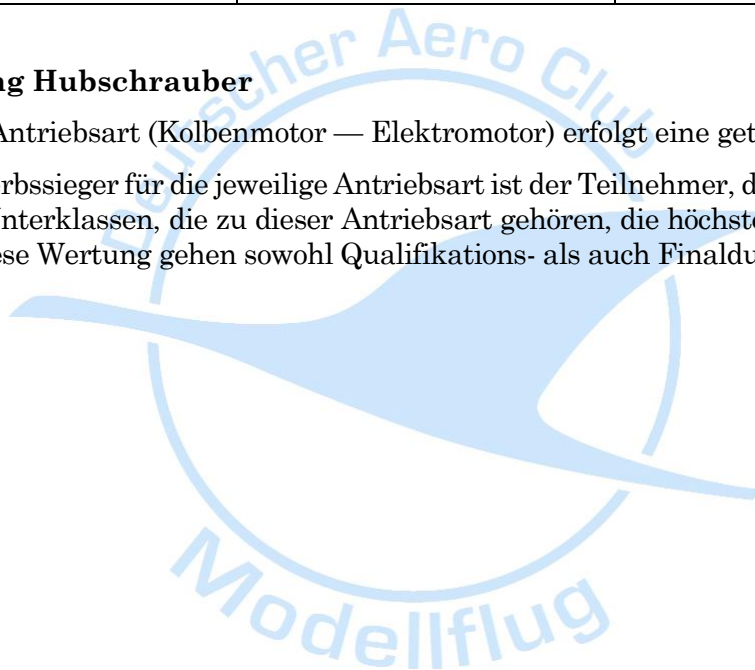 ng Hubschrauber
Antriebsart (Kolbenmotor — Elektromotor) erfolgt eine get
rbssieger für die jeweilige Antriebsart ist der Teilnehmer, d
Unterklassen, die zu dieser Antriebsart gehören, die höchste
ese Wertung gehen sowohl Qualifikations- als auch Finaldu
Deutscher Aero Club
Modellflug